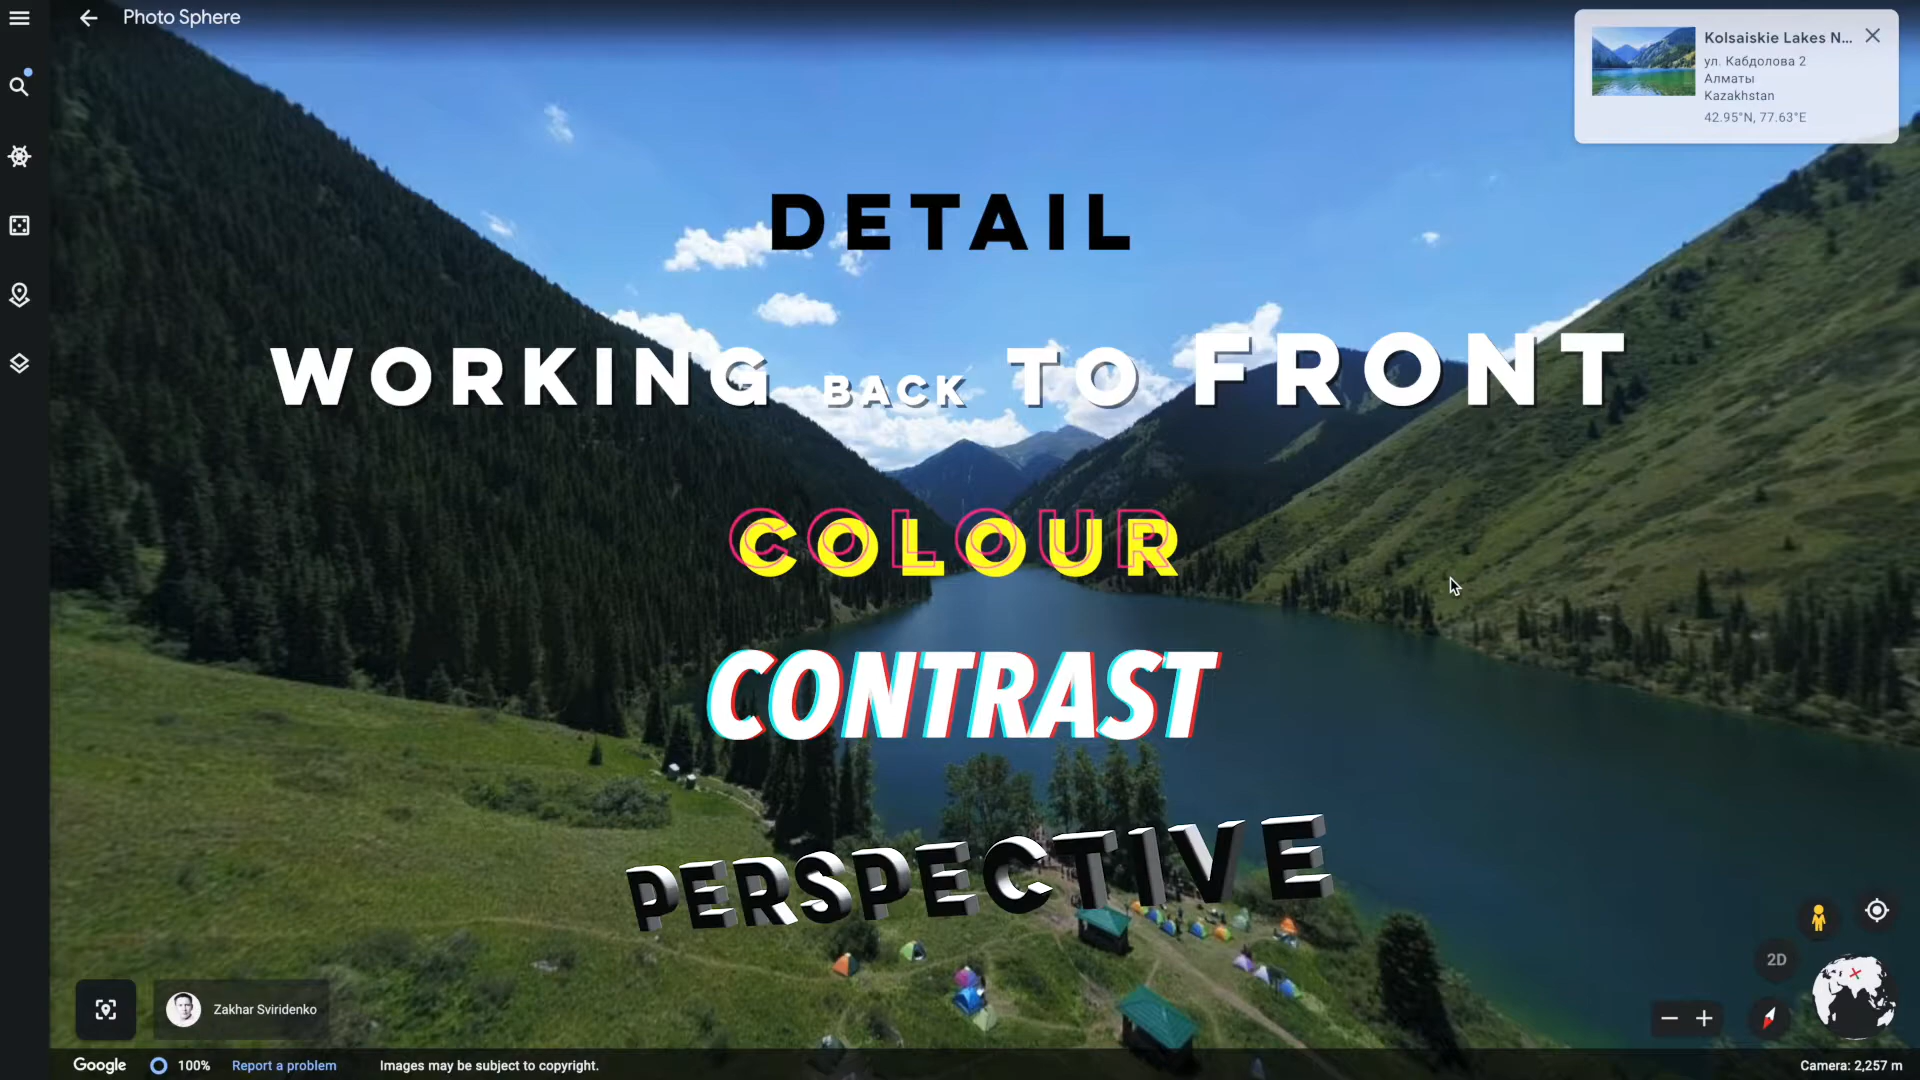 Photo Sphere
Kolsaiskie Lakes N...
ул. Кабдолова 2
Алматы
Kazakhstan
42.95°N, 77.63°E
DETAIL
WORKING BACK TO FRONT
COLOUR
CONTRAST
PERSPECTIVE
2D
Zakhar Sviridenko
Google 100% Report a problem Images may be subject to copyright. Camera: 2,257 m